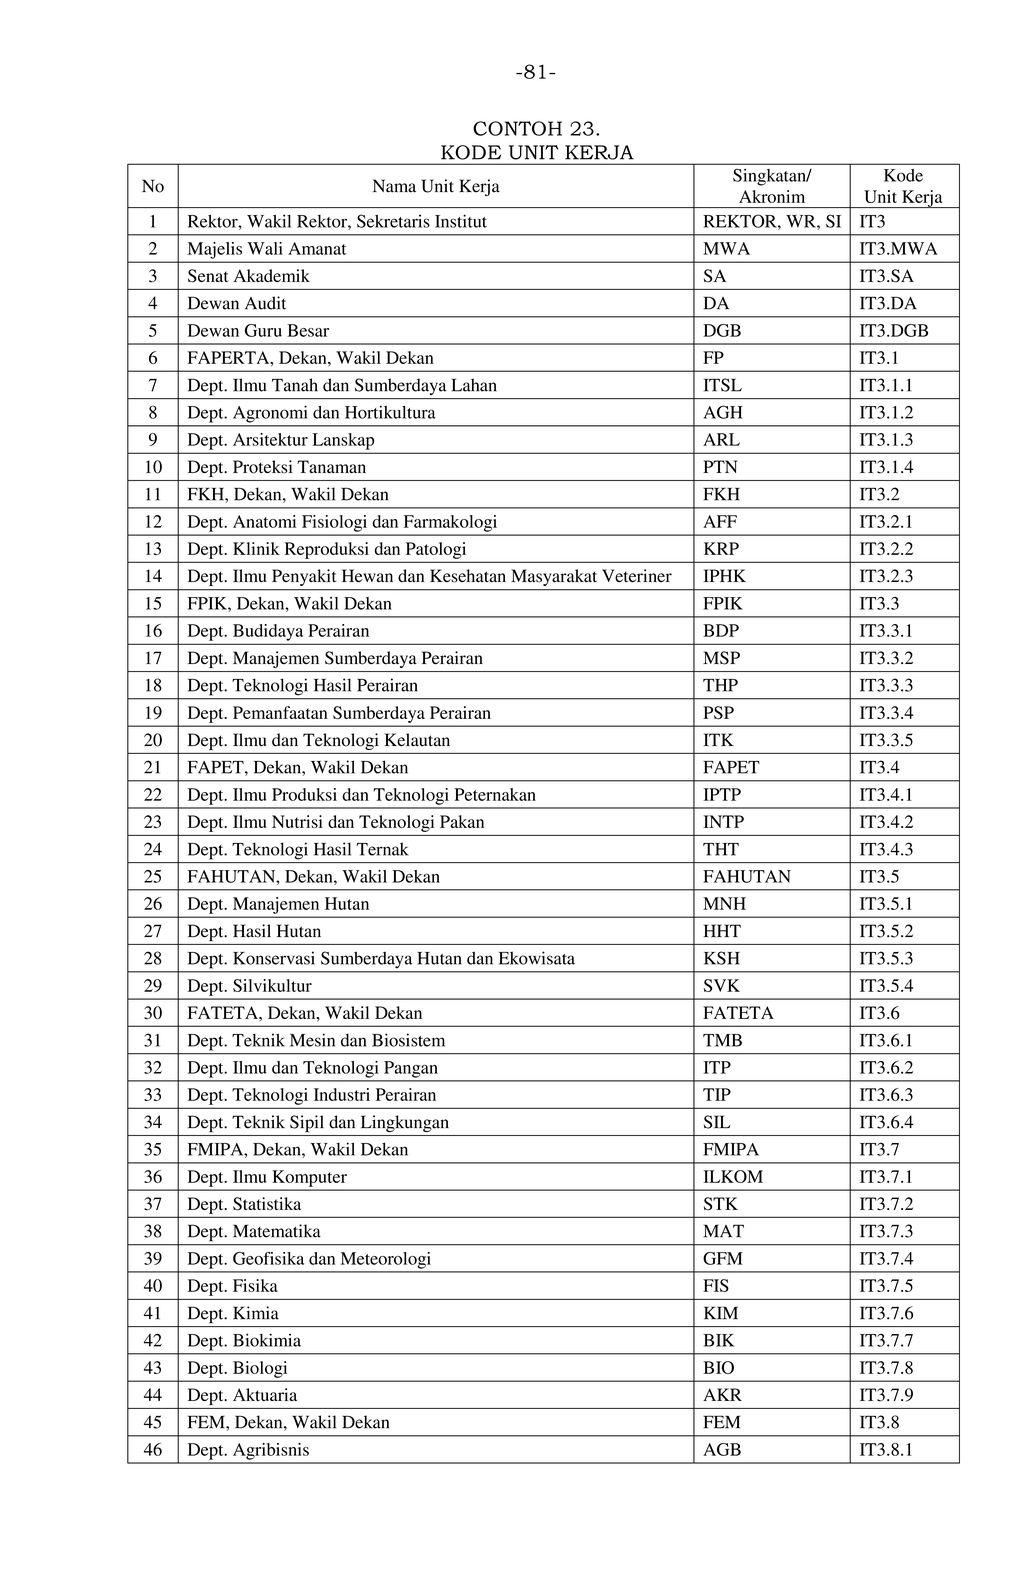 -81-
CONTOH 23.
KODE UNIT KERJA
No Nama Unit Kerja Singkatan/ Akronim Kode Unit Kerja
1 Rektor, Wakil Rektor, Sekretaris Institut REKTOR, WR, SI IT3
2 Majelis Wali Amanat MWA IT3.MWA
3 Senat Akademik SA IT3.SA
4 Dewan Audit DA IT3.DA
5 Dewan Guru Besar DGB IT3.DGB
6 FAPERTA, Dekan, Wakil Dekan FP IT3.1
7 Dept. Ilmu Tanah dan Sumberdaya Lahan ITSL IT3.1.1
8 Dept. Agronomi dan Hortikultura AGH IT3.1.2
9 Dept. Arsitektur Lanskap ARL IT3.1.3
10 Dept. Proteksi Tanaman PTN IT3.1.4
11 FKH, Dekan, Wakil Dekan FKH IT3.2
12 Dept. Anatomi Fisiologi dan Farmakologi AFF IT3.2.1
13 Dept. Klinik Reproduksi dan Patologi KRP IT3.2.2
14 Dept. Ilmu Penyakit Hewan dan Kesehatan Masyarakat Veteriner IPHK IT3.2.3
15 FPIK, Dekan, Wakil Dekan FPIK IT3.3
16 Dept. Budidaya Perairan BDP IT3.3.1
17 Dept. Manajemen Sumberdaya Perairan MSP IT3.3.2
18 Dept. Teknologi Hasil Perairan THP IT3.3.3
19 Dept. Pemanfaatan Sumberdaya Perairan PSP IT3.3.4
20 Dept. Ilmu dan Teknologi Kelautan ITK IT3.3.5
21 FAPET, Dekan, Wakil Dekan FAPET IT3.4
22 Dept. Ilmu Produksi dan Teknologi Peternakan IPTP IT3.4.1
23 Dept. Ilmu Nutrisi dan Teknologi Pakan INTP IT3.4.2
24 Dept. Teknologi Hasil Ternak THT IT3.4.3
25 FAHUTAN, Dekan, Wakil Dekan FAHUTAN IT3.5
26 Dept. Manajemen Hutan MNH IT3.5.1
27 Dept. Hasil Hutan HHT IT3.5.2
28 Dept. Konservasi Sumberdaya Hutan dan Ekowisata KSH IT3.5.3
29 Dept. Silvikultur SVK IT3.5.4
30 FATETA, Dekan, Wakil Dekan FATETA IT3.6
31 Dept. Teknik Mesin dan Biosistem TMB IT3.6.1
32 Dept. Ilmu dan Teknologi Pangan ITP IT3.6.2
33 Dept. Teknologi Industri Perairan TIP IT3.6.3
34 Dept. Teknik Sipil dan Lingkungan SIL IT3.6.4
35 FMIPA, Dekan, Wakil Dekan FMIPA IT3.7
36 Dept. Ilmu Komputer ILKOM IT3.7.1
37 Dept. Statistika STK IT3.7.2
38 Dept. Matematika MAT IT3.7.3
39 Dept. Geofisika dan Meteorologi GFM IT3.7.4
40 Dept. Fisika FIS IT3.7.5
41 Dept. Kimia KIM IT3.7.6
42 Dept. Biokimia BIK IT3.7.7
43 Dept. Biologi BIO IT3.7.8
44 Dept. Aktuaria AKR IT3.7.9
45 FEM, Dekan, Wakil Dekan FEM IT3.8
46 Dept. Agribisnis AGB IT3.8.1